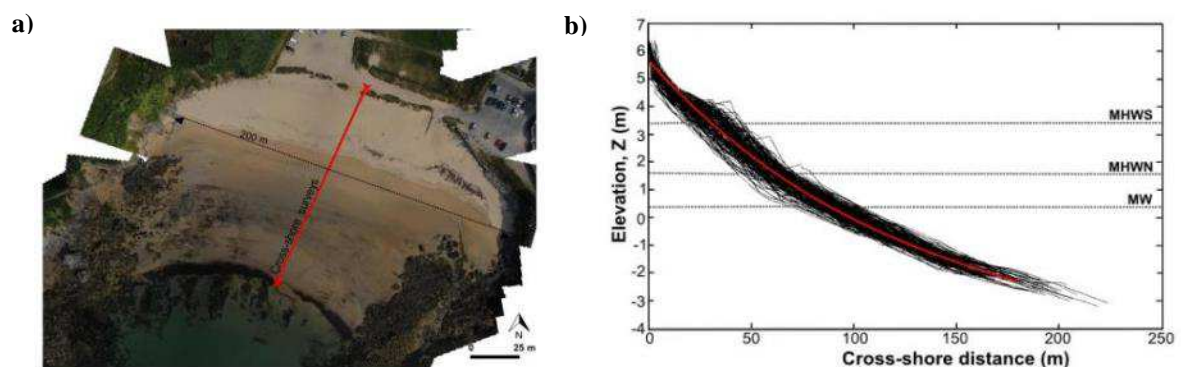 a)
200 m
Cross-shore surveys
N
0 25 m
b)
Elevation, Z (m)
7
6
5
4
3
2
1
0
-1
-2
-3
-4
MHWS
MHWN
MW
0 50 100 150 200 250
Cross-shore distance (m)